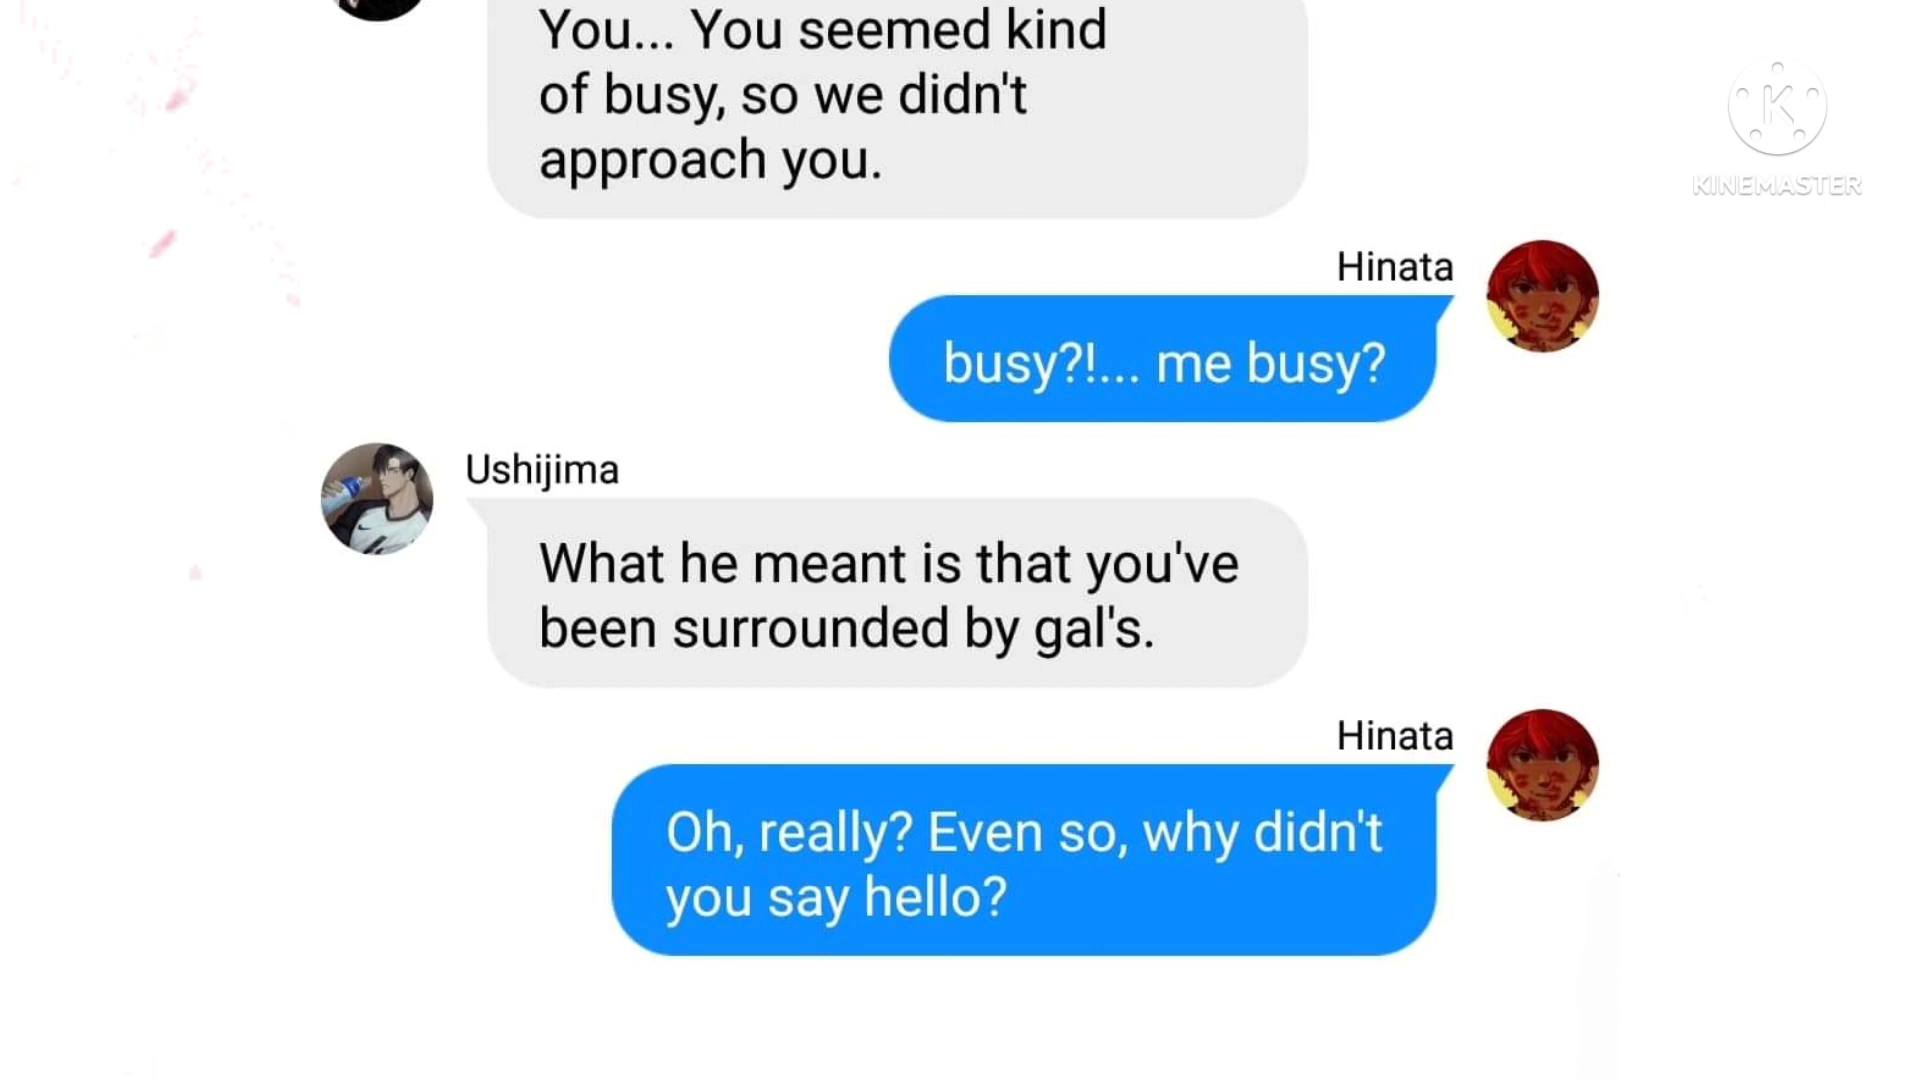 You... You seemed kind
of busy, so we didn't
approach you.
K
KINEMASTER
Hinata
busy?!... me busy?
Ushijima
What he meant is that you've
been surrounded by gal's.
Hinata
Oh, really? Even so, why didn't
you say hello?